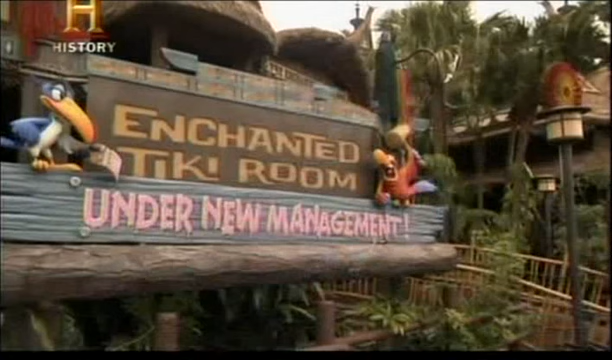 HISTORY
ENCHANTED
TIKI ROOM
UNDER NEW MANAGEMENT!